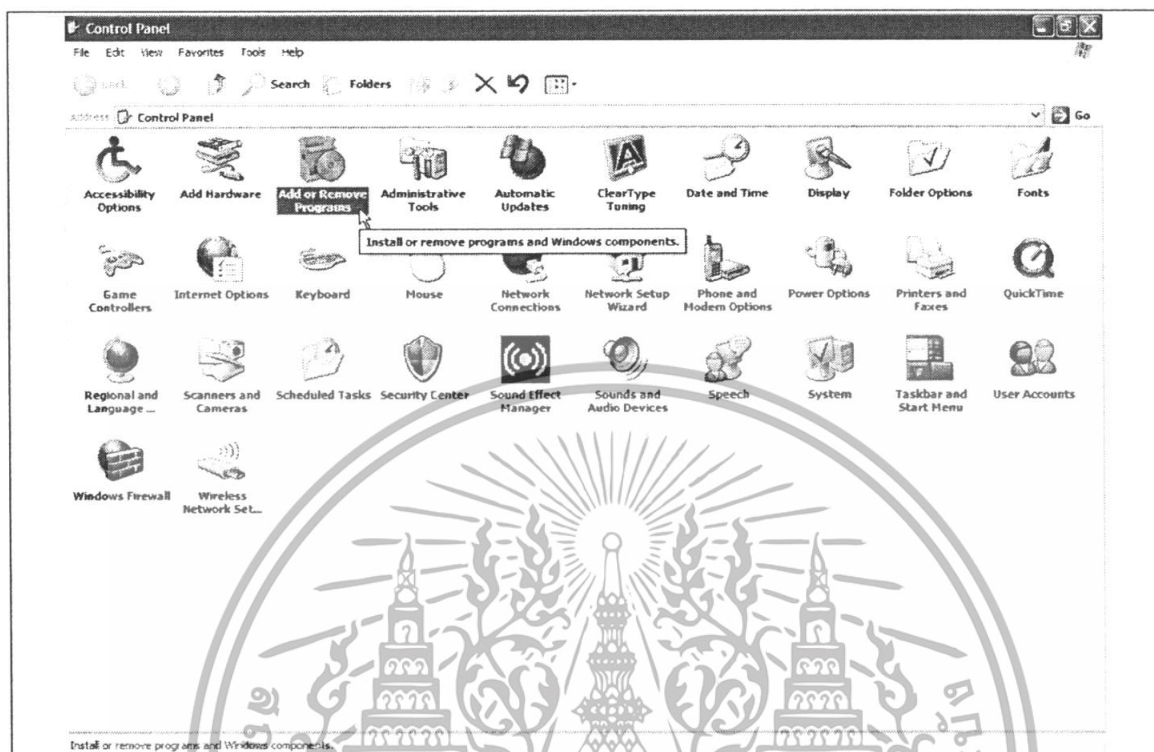 Control Panel
File Edit View Favorites Tools Help
Back Search Folders
Address Control Panel Go
Accessibility Options
Add Hardware
Add or Remove Programs
Administrative Tools
Automatic Updates
ClearType Tuning
Date and Time
Display
Folder Options
Fonts
Install or remove programs and Windows components.
Game Controllers
Internet Options
Keyboard
Mouse
Network Connections
Network Setup Wizard
Phone and Modem Options
Power Options
Printers and Faxes
QuickTime
Regional and Language ...
Scanners and Cameras
Scheduled Tasks
Security Center
Sound Effect Manager
Sounds and Audio Devices
Speech
System
Taskbar and Start Menu
User Accounts
Windows Firewall
Wireless Network Set...
Install or remove programs and Windows components.